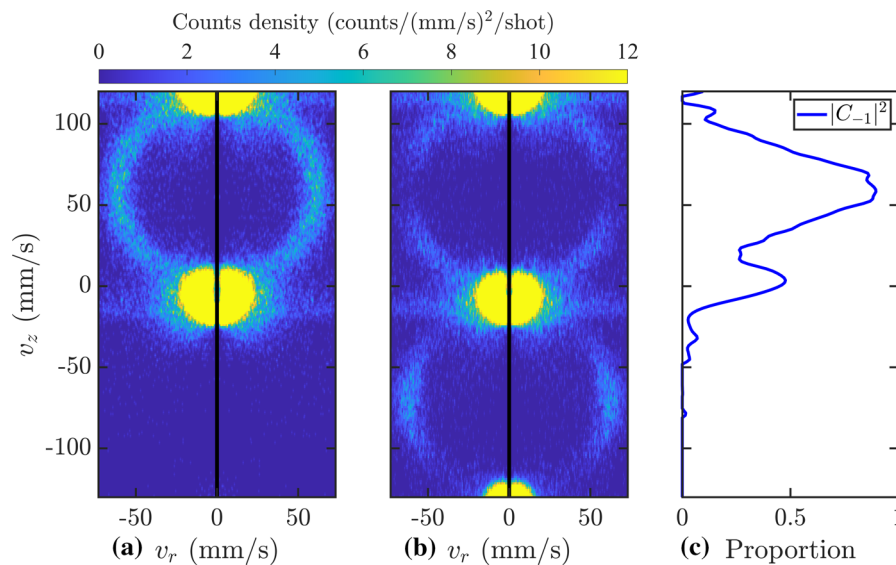 Counts density (counts/(mm/s)²/shot)
0 2 4 6 8 10 12
100
50
0
-50
-100
v_z (mm/s)
|C₋₁|²
-50 0 50
-50 0 50
0 0.5 1
(a) v_r (mm/s)
(b) v_r (mm/s)
(c) Proportion